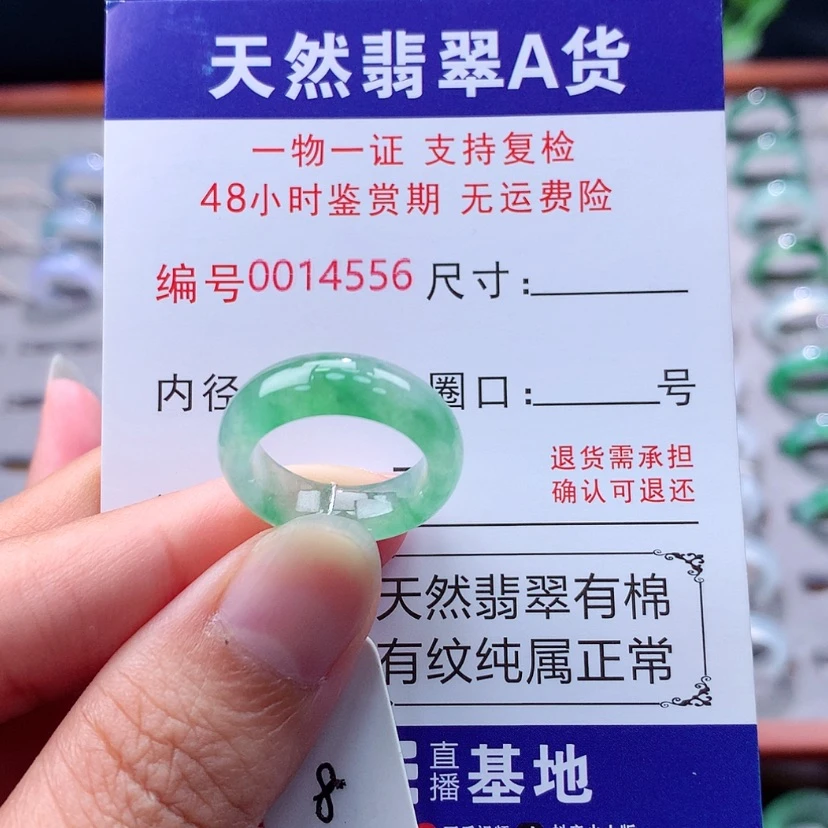 天然翡翠A货
一物一证 支持复检
48小时鉴赏期 无运费险
编号0014556 尺寸:
内径 圈口: 号
退货需承担
确认可退还
天然翡翠有棉
有纹纯属正常
直播基地
8